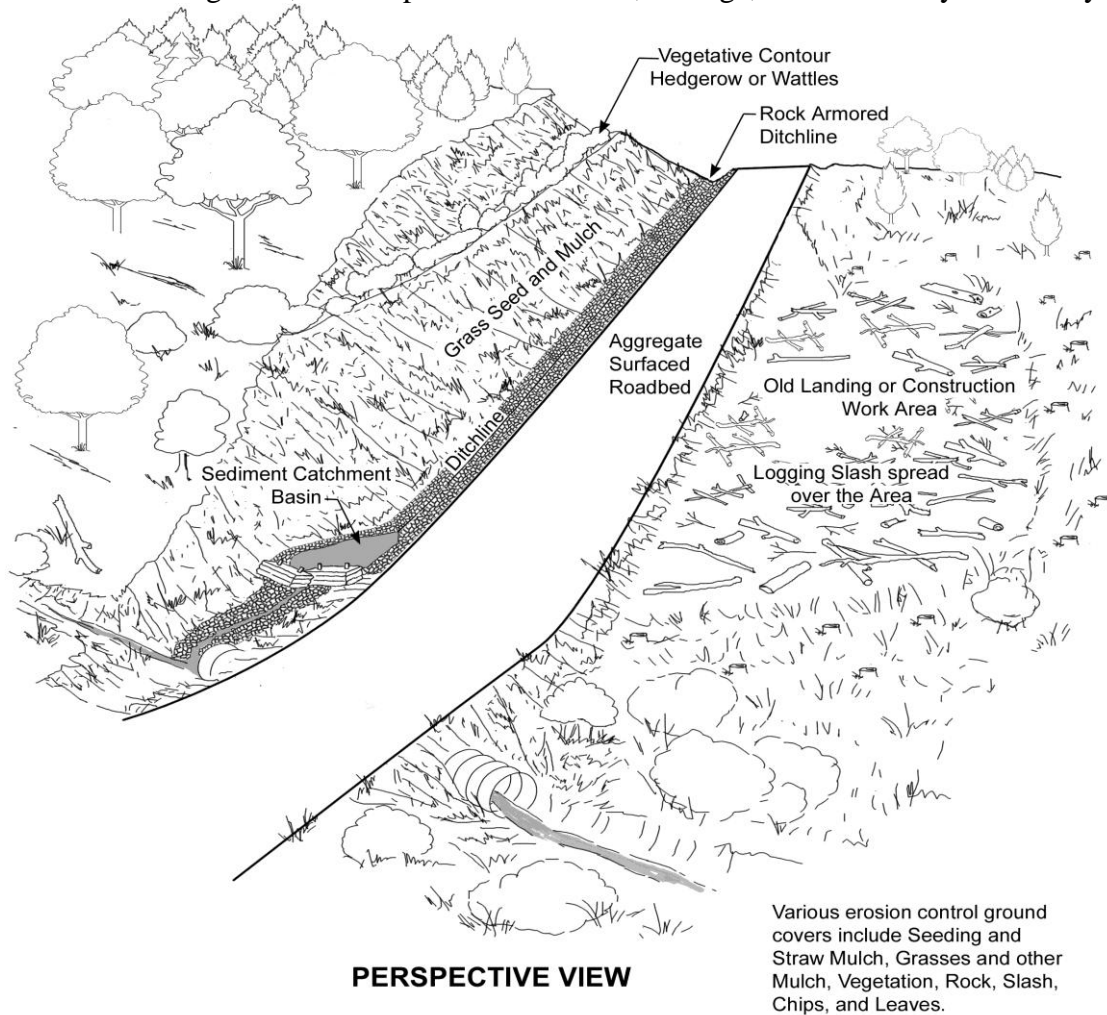 Vegetative Contour
Hedgerow or Wattles
Rock Armored
Ditchline
Grass Seed and Mulch
Aggregate
Surfaced
Roadbed
Old Landing or Construction
Work Area
Ditchline
Sediment Catchment
Basin
Logging Slash spread
over the Area
Various erosion control ground
covers include Seeding and
Straw Mulch, Grasses and other
Mulch, Vegetation, Rock, Slash,
Chips, and Leaves.
PERSPECTIVE VIEW